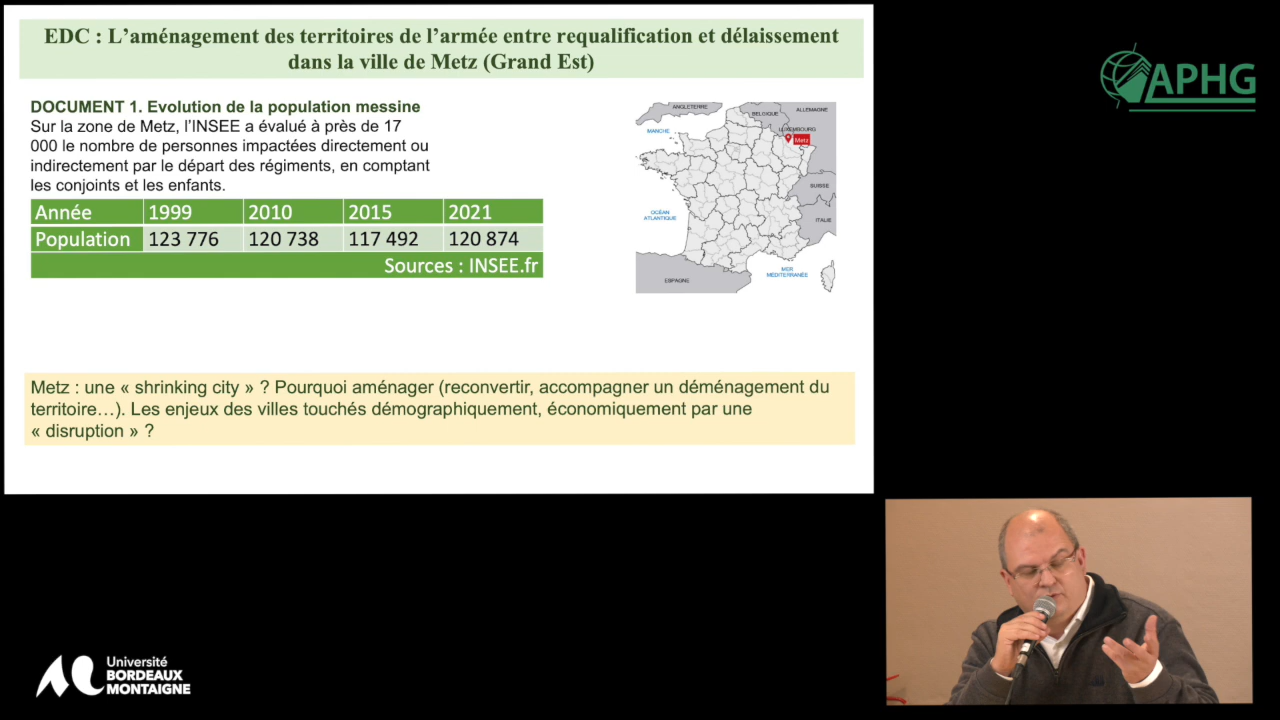 EDC : L'aménagement des territoires de l'armée entre requalification et délaissement
dans la ville de Metz (Grand Est)
APHG
DOCUMENT 1. Evolution de la population messine
Sur la zone de Metz, l'INSEE a évalué à près de 17
000 le nombre de personnes impactées directement ou
indirectement par le départ des régiments, en comptant
les conjoints et les enfants.
Année 1999 2010 2015 2021
Population 123 776 120 738 117 492 120 874
Sources : INSEE.fr
ANGLETERRE
ALLEMAGNE
BELGIQUE
MANCHE
LUXEMBOURG
Metz
SUISSE
OCÉAN
ATLANTIQUE
ITALIE
MER
MÉDITERRANÉE
ESPAGNE
Metz : une « shrinking city » ? Pourquoi aménager (reconvertir, accompagner un déménagement du
territoire…). Les enjeux des villes touchés démographiquement, économiquement par une
« disruption » ?
Université
BORDEAUX
MONTAIGNE